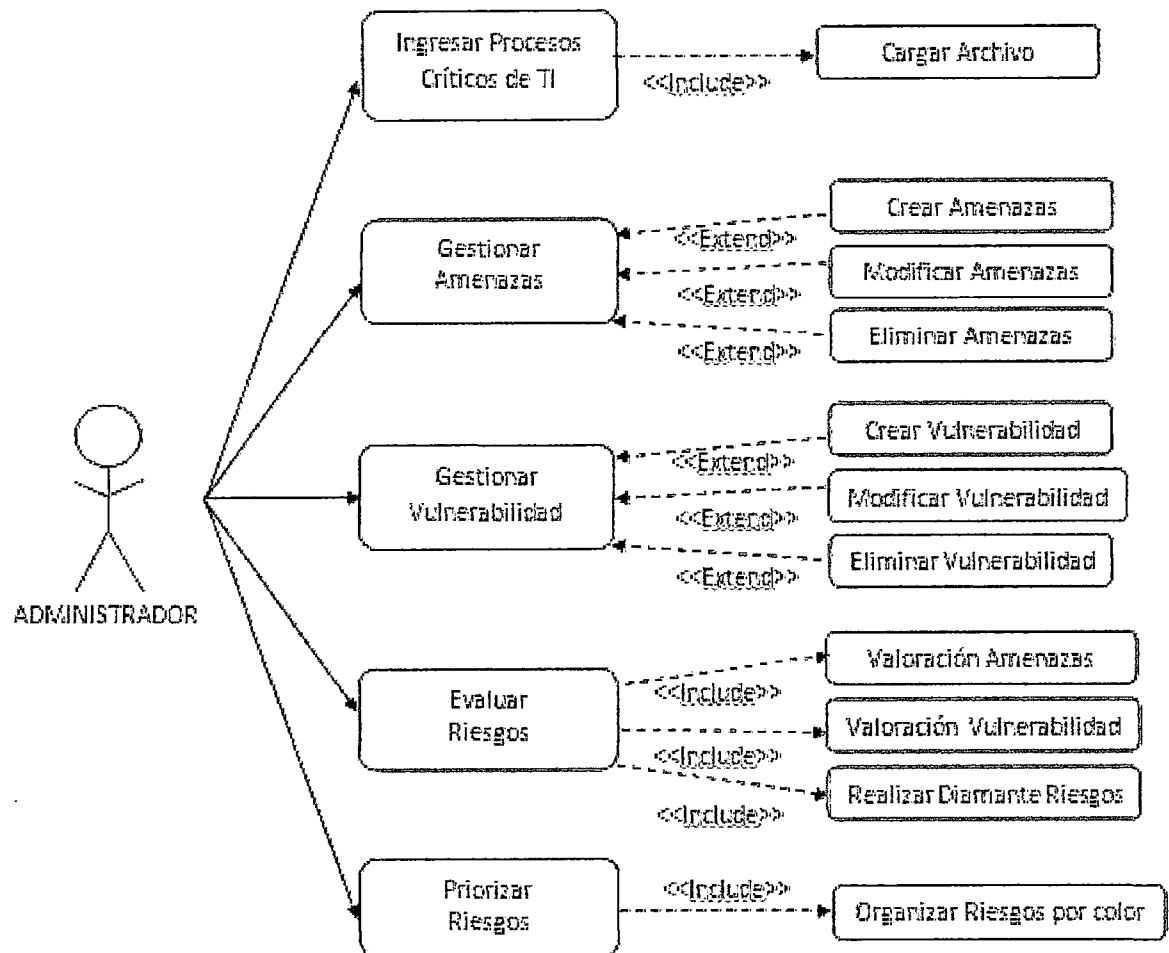 Ingresar Procesos
Críticos de TI
<<Include>>
Cargar Archivo
Gestionar
Amenazas
<<Extend>>
Crear Amenazas
<<Extend>>
Modificar Amenazas
<<Extend>>
Eliminar Amenazas
Gestionar
Vulnerabilidad
<<Extend>>
Crear Vulnerabilidad
<<Extend>>
Modificar Vulnerabilidad
<<Extend>>
Eliminar Vulnerabilidad
ADMINISTRADOR
Evaluar
Riesgos
<<Include>>
Valoración Amenazas
<<Include>>
Valoración Vulnerabilidad
<<Include>>
Realizar Diamante Riesgos
Priorizar
Riesgos
<<Include>>
Organizar Riesgos por color